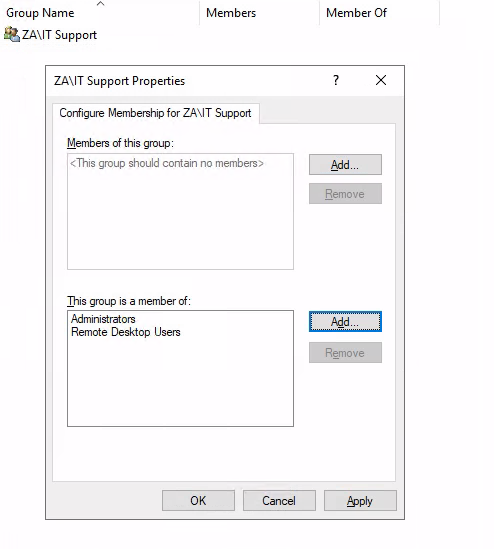 Group Name Members Member Of
ZA\IT Support
ZA\IT Support Properties ?
Configure Membership for ZA\IT Support
Members of this group:
<This group should contain no members>
Add...
Remove
This group is a member of:
Administrators
Remote Desktop Users
Add...
Remove
OK Cancel Apply